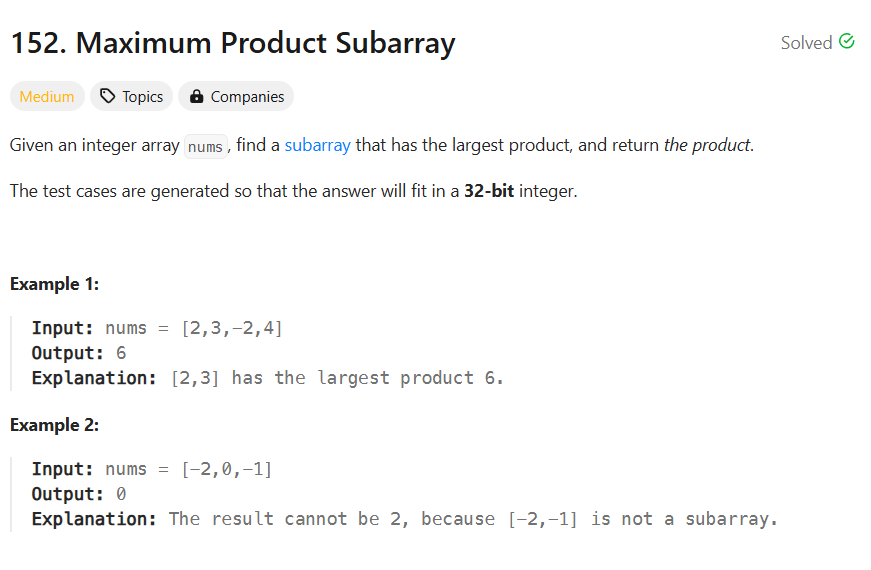 152. Maximum Product Subarray
Solved
Medium Topics Companies
Given an integer array nums, find a subarray that has the largest product, and return the product.
The test cases are generated so that the answer will fit in a 32-bit integer.
Example 1:
Input: nums = [2,3,-2,4]
Output: 6
Explanation: [2,3] has the largest product 6.
Example 2:
Input: nums = [-2,0,-1]
Output: 0
Explanation: The result cannot be 2, because [-2,-1] is not a subarray.